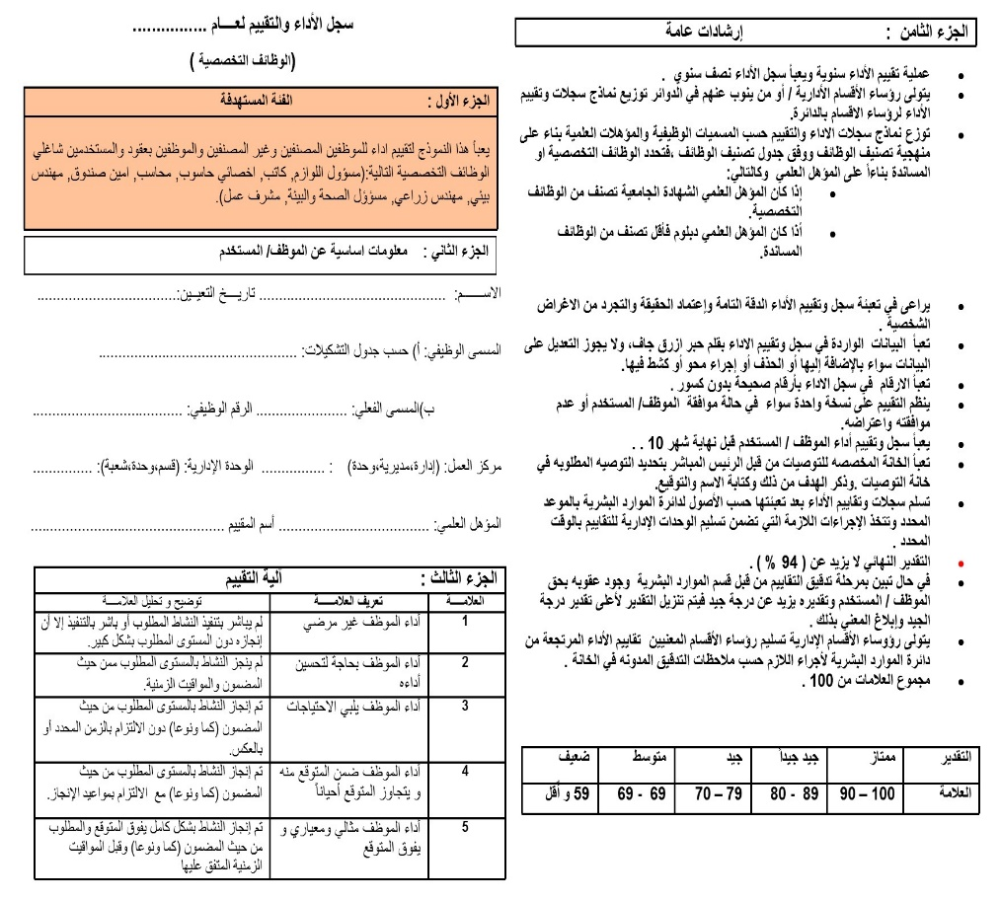 الجزء الثامن : إرشادات عامة
• عملية تقييم الأداء سنوية ويعبأ سجل الأداء نصف سنوي .
• يتولى رؤساء الأقسام الأدارية / أو من ينوب عنهم في الدوائر توزيع نماذج سجلات وتقييم
الأداء لرؤساء الاقسام بالدائرة.
• توزع نماذج سجلات الاداء والتقييم حسب المسميات الوظيفية والمؤهلات العلمية بناء على
منهجية تصنيف الوظائف ووفق جدول تصنيف الوظائف ،فتحدد الوظائف التخصصية او
المساندة بناءاً على المؤهل العلمي وكالتالي:
• إذا كان المؤهل العلمي الشهادة الجامعية تصنف من الوظائف
التخصصية.
• أذا كان المؤهل العلمي دبلوم فأقل تصنف من الوظائف
المساندة.
• يراعى في تعبئة سجل وتقييم الأداء الدقة التامة وإعتماد الحقيقة والتجرد من الاغراض
الشخصية .
• تعبأ البيانات الواردة في سجل وتقييم الاداء بقلم حبر ازرق جاف، ولا يجوز التعديل على
البيانات سواء بالإضافة إليها أو الحذف أو إجراء محو أو كشط فيها.
• تعبأ الارقام في سجل الاداء بأرقام صحيحة بدون كسور .
• ينظم التقييم على نسخة واحدة سواء في حالة موافقة الموظف/ المستخدم أو عدم
موافقته واعتراضه.
• يعبأ سجل وتقييم أداء الموظف / المستخدم قبل نهاية شهر 10 . .
• تعبأ الخانة المخصصه للتوصيات من قبل الرئيس المباشر بتحديد التوصيه المطلوبه في
خانة التوصيات .وذكر الهدف من ذلك وكتابة الاسم والتوقيع.
• تسلم سجلات وتقاييم الأداء بعد تعبئتها حسب الأصول لدائرة الموارد البشرية بالموعد
المحدد وتتخذ الإجراءات اللازمة التي تضمن تسليم الوحدات الإدارية للتقاييم بالوقت
المحدد .
• التقدير النهائي لا يزيد عن ( 94 % ) .
• في حال تبين بمرحلة تدقيق التقاييم من قبل قسم الموارد البشرية وجود عقوبه بحق
الموظف / المستخدم وتقديره يزيد عن درجة جيد فيتم تنزيل التقدير لأعلى تقدير درجة
الجيد وإبلاغ المعني بذلك .
• يتولى رؤوساء الأقسام الإدارية تسليم رؤساء الأقسام المعنيين تقاييم الأداء المرتجعة من
دائرة الموارد البشرية لأجراء اللازم حسب ملاحظات التدقيق المدونه في الخانة .
• مجموع العلامات من 100 .
التقدير ممتاز جيد جيداً جيد متوسط ضعيف
العلامة 100 – 90 89 - 80 79 – 70 69 - 69 59 و أقل
سجل الأداء والتقييم لعـــام ................
(الوظائف التخصصية )
الجزء الأول : الفئة المستهدفة
يعبأ هذا النموذج لتقييم اداء للموظفين المصنفين وغير المصنفين والموظفين بعقود والمستخدمين شاغلي
الوظائف التخصصية التالية:(مسؤول اللوازم, كاتب, اخصائي حاسوب, محاسب, امين صندوق, مهندس
بيئي, مهندس زراعي, مسؤؤل الصحة والبيئة, مشرف عمل).
الجزء الثاني : معلومات اساسية عن الموظف/ المستخدم
الاســـــم: ................................................ تاريـــخ التعيـين:....................................
المسمى الوظيفي: أ) حسب جدول التشكيلات: ..................................................
ب)المسمى الفعلي: ....................... الرقم الوظيفي: .......................................
مركز العمل: (إدارة،مديرية،وحدة) : ................ الوحدة الإدارية: (قسم،وحدة،شعبة): ...............
المؤهل العلمي: ....................................... أسم المقييم ..................................................
الجزء الثالث : آلية التقييم
العلامـــة تعريف العلامـــة توضيح و تحليل العلامـــة
1 أداء الموظف غير مرضي لم يباشر بتنفيذ النشاط المطلوب أو باشر بالتنفيذ إلا أن
إنجازه دون المستوى المطلوب بشكل كبير.
2 أداء الموظف بحاجة لتحسين لم ينجز النشاط بالمستوى المطلوب سمن حيث
أداءه المضمون والمواقيت الزمنية.
3 أداء الموظف يلبي الاحتياجات تم إنجاز النشاط بالمستوى المطلوب من حيث
المضمون (كما ونوعا) دون الالتزام بالزمن المحدد أو
بالعكس.
4 أداء الموظف ضمن المتوقع منه تم إنجاز النشاط بالمستوى المطلوب من حيث
و يتجاوز المتوقع أحياناً المضمون (كما ونوعا) مع الالتزام بمواعيد الإنجاز.
5 أداء الموظف مثالي ومعياري و تم إنجاز النشاط بشكل كامل يفوق المتوقع والمطلوب
يفوق المتوقع من حيث المضمون (كما ونوعا) وقبل المواقيت
الزمنية المتفق عليها